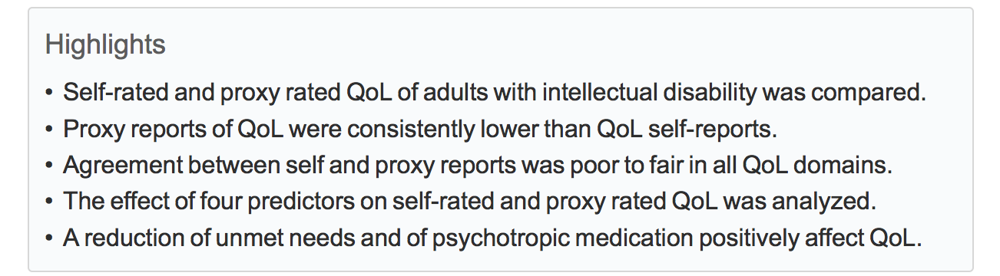 Highlights
• Self-rated and proxy rated QoL of adults with intellectual disability was compared.
• Proxy reports of QoL were consistently lower than QoL self-reports.
• Agreement between self and proxy reports was poor to fair in all QoL domains.
• The effect of four predictors on self-rated and proxy rated QoL was analyzed.
• A reduction of unmet needs and of psychotropic medication positively affect QoL.